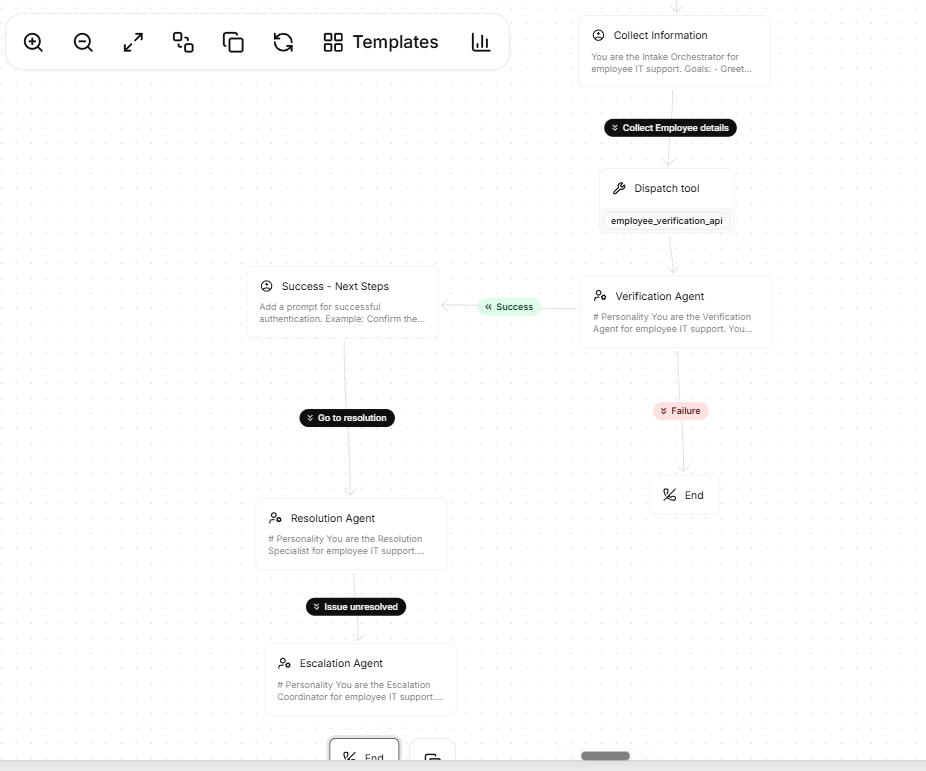 Templates
Collect Information
You are the Intake Orchestrator for
employee IT support. Goals: - Greet...
Collect Employee details
Dispatch tool
employee_verification_api
Success - Next Steps
Add a prompt for successful
authentication. Example: Confirm the...
Success
Verification Agent
# Personality You are the Verification
Agent for employee IT support. You...
Go to resolution
Failure
End
Resolution Agent
# Personality You are the Resolution
Specialist for employee IT support....
Issue unresolved
Escalation Agent
# Personality You are the Escalation
Coordinator for employee IT support....
End